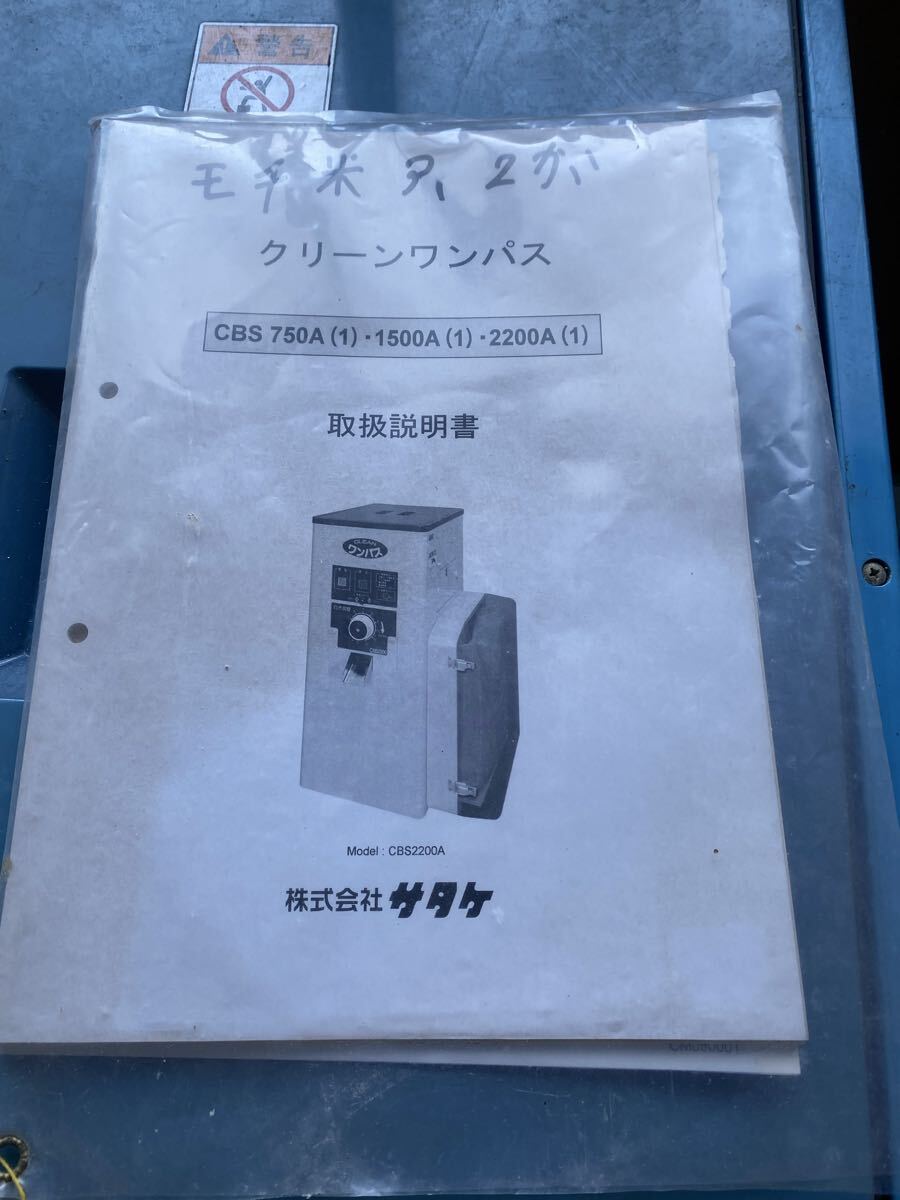 警告
モチ米 ア、2が
クリーンワンパス
CBS 750A(1)・1500A(1)・2200A(1)
取扱説明書
CLEAN
ワンパス
Model : CBS2200A
株式会社 サタケ